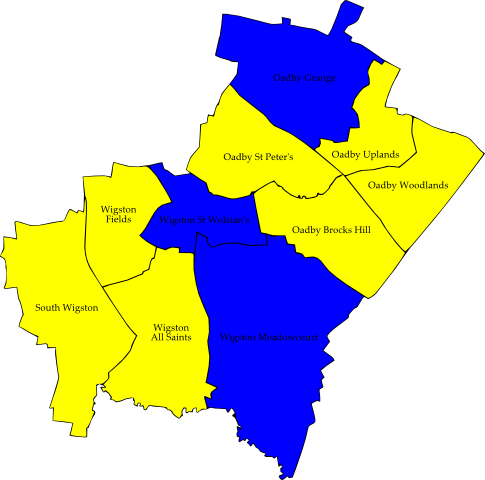 Oadby Grange
Oadby St Peter's
Oadby Uplands
Oadby Woodlands
Wigston
Fields
Wigston St Wolstan's
Oadby Brocks Hill
South Wigston
Wigston
All Saints
Wigston Meadowcourt